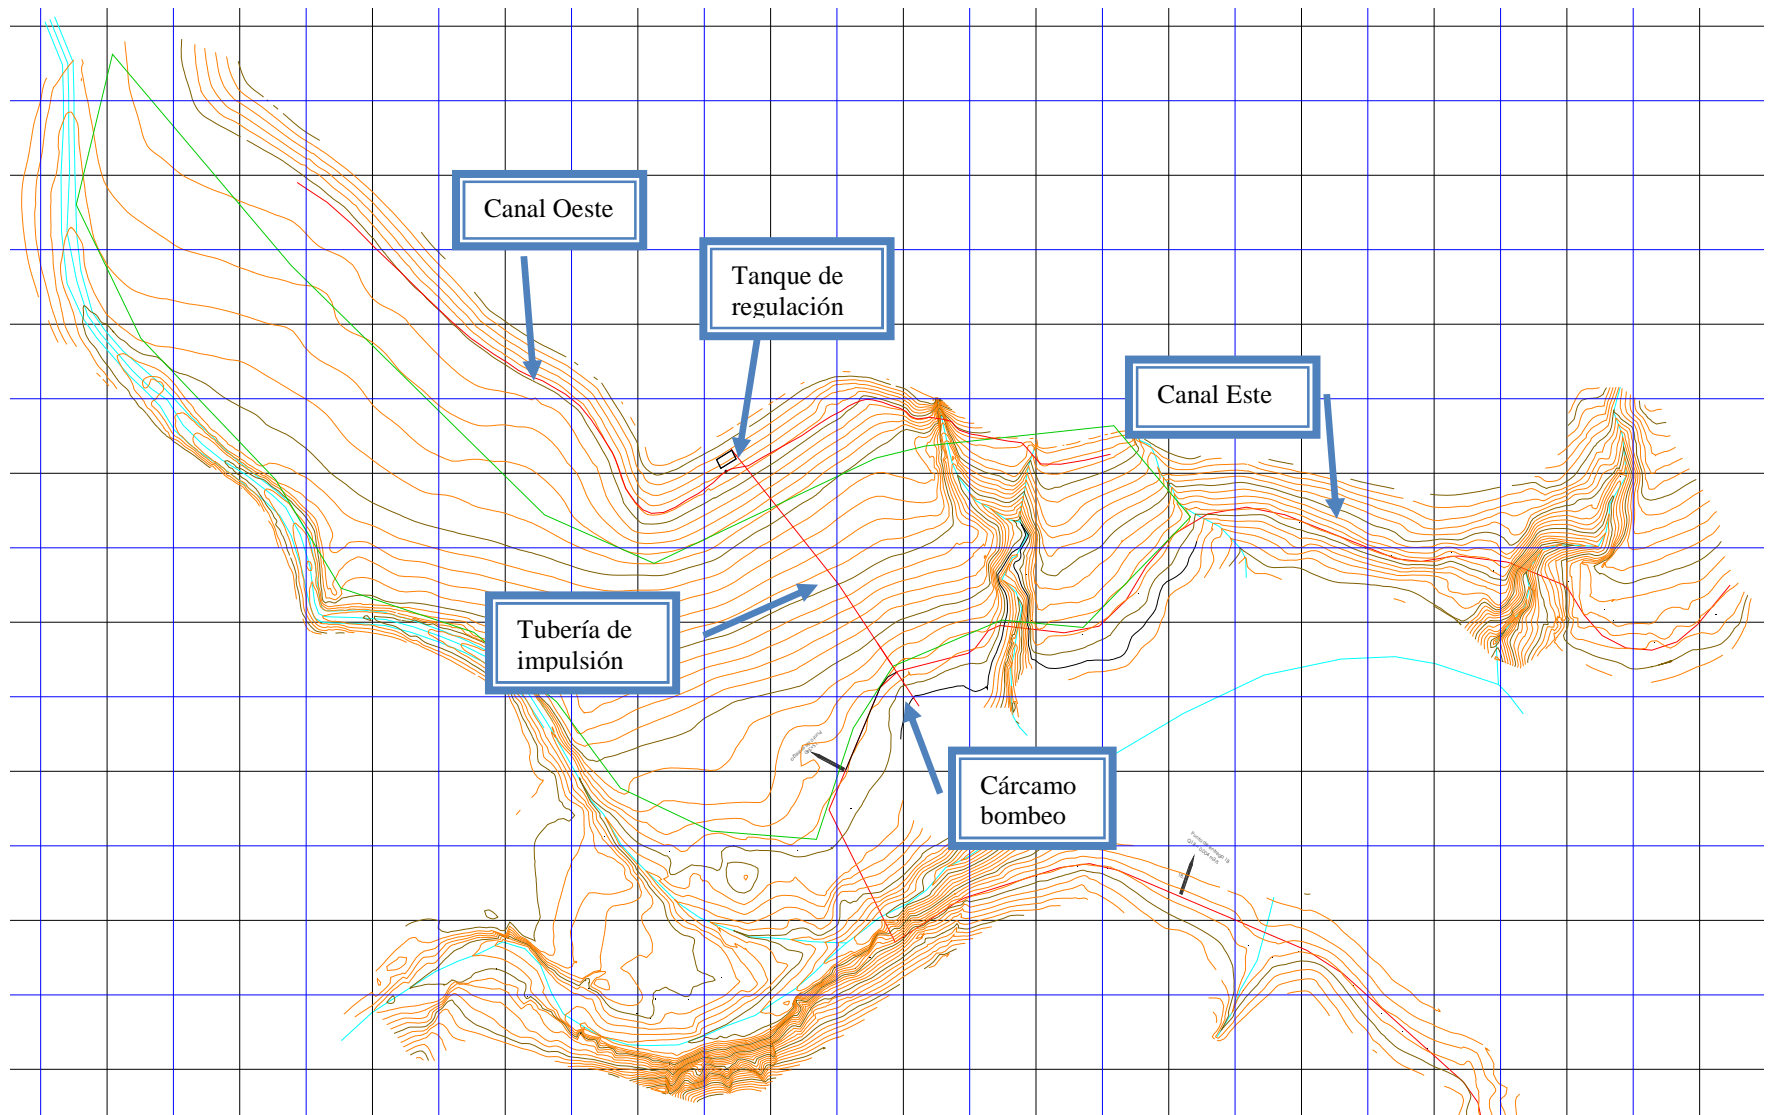 Canal Oeste
Tanque de
regulación
Canal Este
Tubería de
impulsión
Cárcamo
bombeo